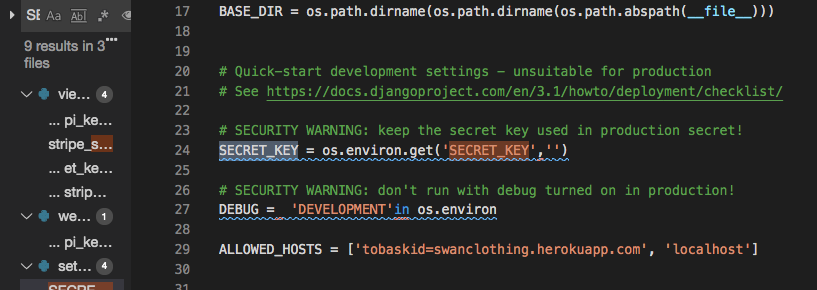 SE Aa Ab .*
9 results in 3 files
vie... 4
... pi_ke...
stripe_s...
... et_ke...
... strip...
we... 1
... pi_ke...
set... 4
SECRE...
17 BASE_DIR = os.path.dirname(os.path.dirname(os.path.abspath(__file__)))
18
19
20 # Quick-start development settings - unsuitable for production
21 # See https://docs.djangoproject.com/en/3.1/howto/deployment/checklist/
22
23 # SECURITY WARNING: keep the secret key used in production secret!
24 SECRET_KEY = os.environ.get('SECRET_KEY','')
25
26 # SECURITY WARNING: don't run with debug turned on in production!
27 DEBUG =  'DEVELOPMENT'in os.environ
28
29 ALLOWED_HOSTS = ['tobaskid=swanclothing.herokuapp.com', 'localhost']
30
31